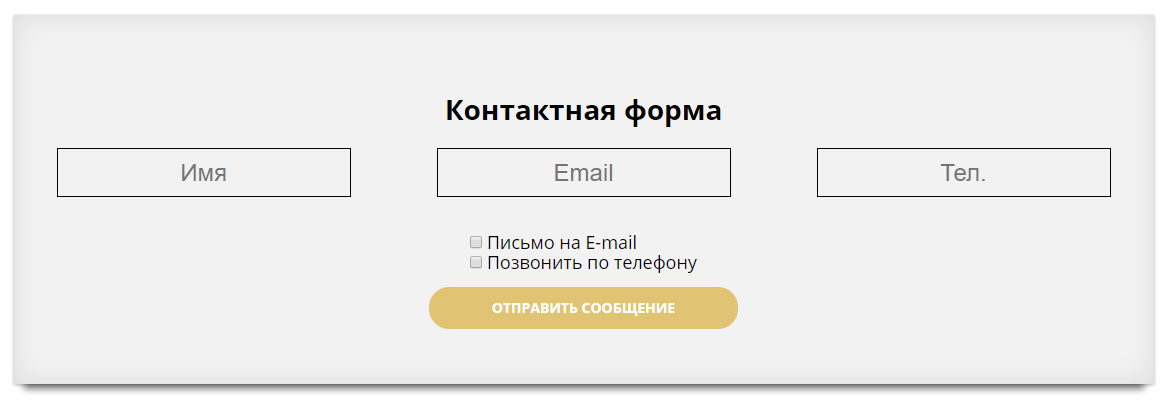 Контактная форма
Имя
Email
Тел.
Письмо на E-mail
Позвонить по телефону
ОТПРАВИТЬ СООБЩЕНИЕ